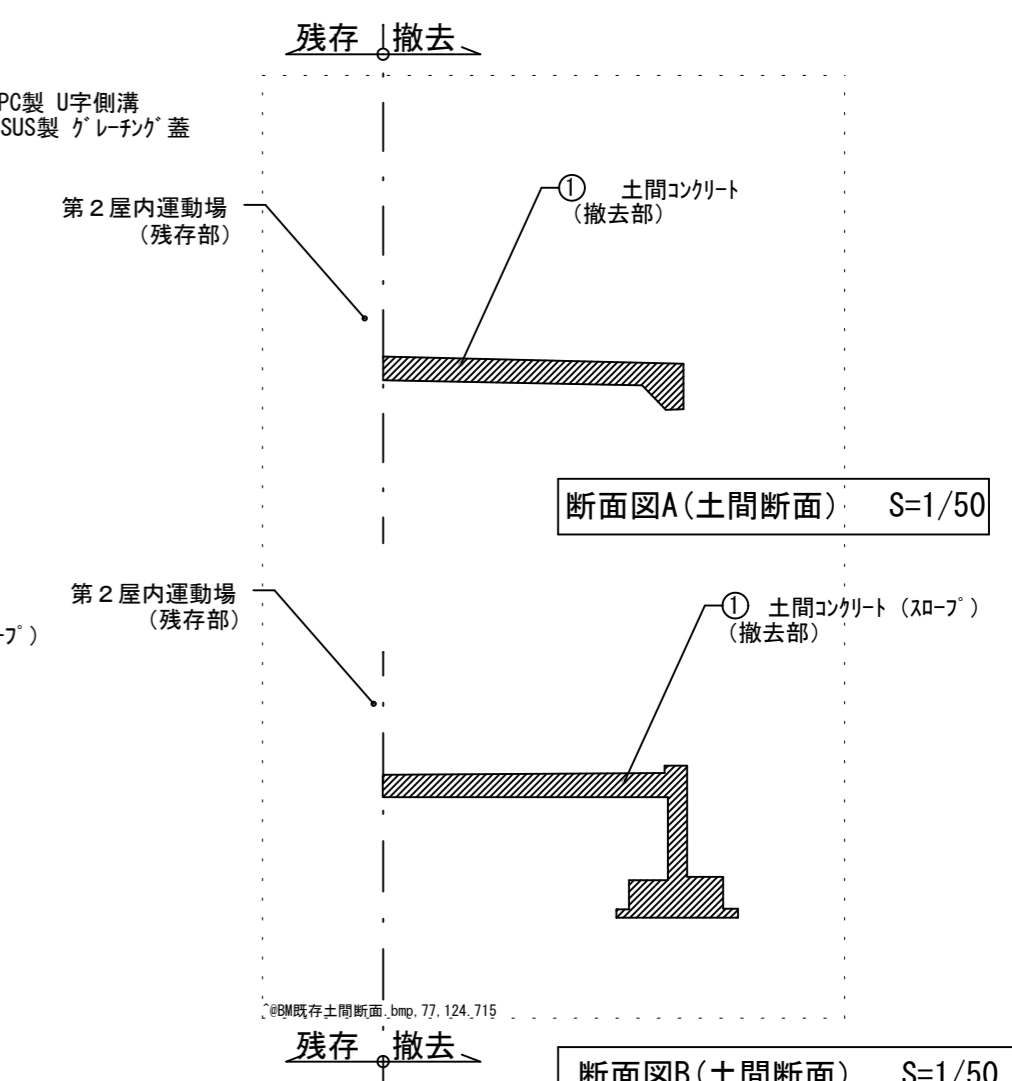 残存 撤去
PC製 U字側溝
SUS製 ｸﾞﾚｰﾁﾝｸﾞ蓋
第２屋内運動場
(残存部)
① 土間ｺﾝｸﾘｰﾄ
(撤去部)
断面図A(土間断面) S=1/50
第２屋内運動場
(残存部)
ｰﾌﾟ)
① 土間ｺﾝｸﾘｰﾄ (ｽﾛｰﾌﾟ)
(撤去部)
^@BM既存土間断面.bmp,77,124.715
残存 撤去
断面図B(土間断面) S=1/50